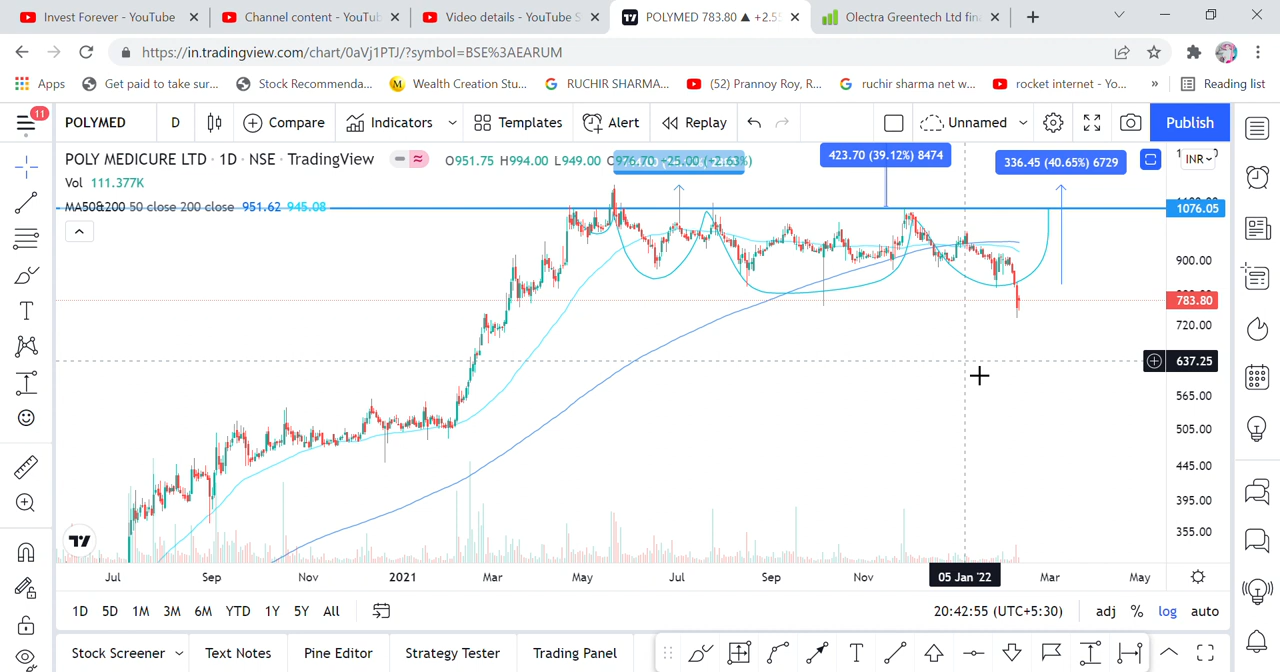 Invest Forever - YouTube
Channel content - YouTu
Video details - YouTube S
POLYMED 783.80 ▲ +2.5
Olectra Greentech Ltd fin
https://in.tradingview.com/chart/0aVj1PTJ/?symbol=BSE%3AEARUM
Apps
Get paid to take sur...
Stock Recommenda...
Wealth Creation Stu...
RUCHIR SHARMA...
(52) Prannoy Roy, R...
ruchir sharma net w...
rocket internet - Yo...
»
Reading list
11
POLYMED
D
Compare
Indicators
Templates
Alert
Replay
Unnamed
Publish
POLY MEDICURE LTD · 1D · NSE · TradingView
O951.75 H994.00 L949.00 C976.70 +25.00 (+2.63%)
423.70 (39.12%) 8474
336.45 (40.65%) 6729
INR
Vol 111.377K
MA50&200 50 close 200 close 951.62 945.08
1076.05
900.00
783.80
720.00
637.25
565.00
505.00
445.00
395.00
355.00
Jul
Sep
Nov
2021
Mar
May
Jul
Sep
Nov
05 Jan '22
Mar
May
1D 5D 1M 3M 6M YTD 1Y 5Y All
20:42:55 (UTC+5:30)
adj % log auto
Stock Screener
Text Notes
Pine Editor
Strategy Tester
Trading Panel